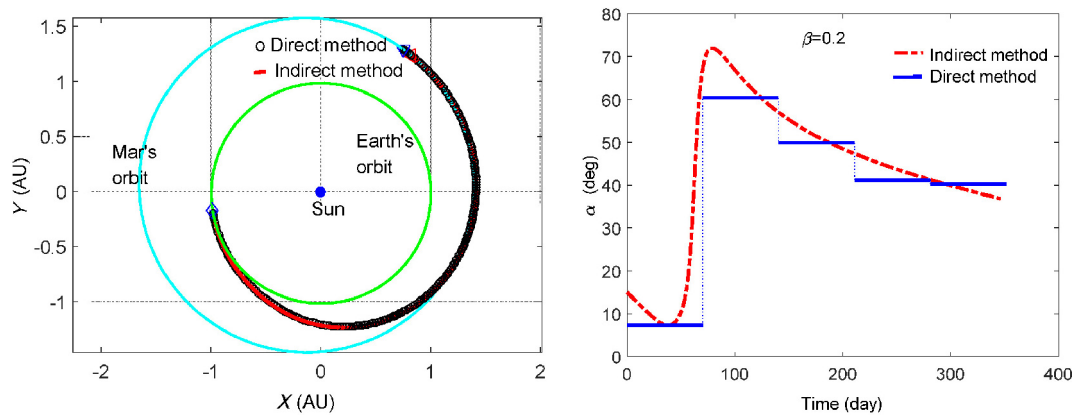 1.5
1
0.5
0
-0.5
-1
Y (AU)
o Direct method
Indirect method
Mar's
orbit
Earth's
orbit
Sun
-2 -1 0 1 2
X (AU)
80
70
60
50
40
30
20
10
0
α (deg)
β=0.2
Indirect method
Direct method
0 100 200 300 400
Time (day)